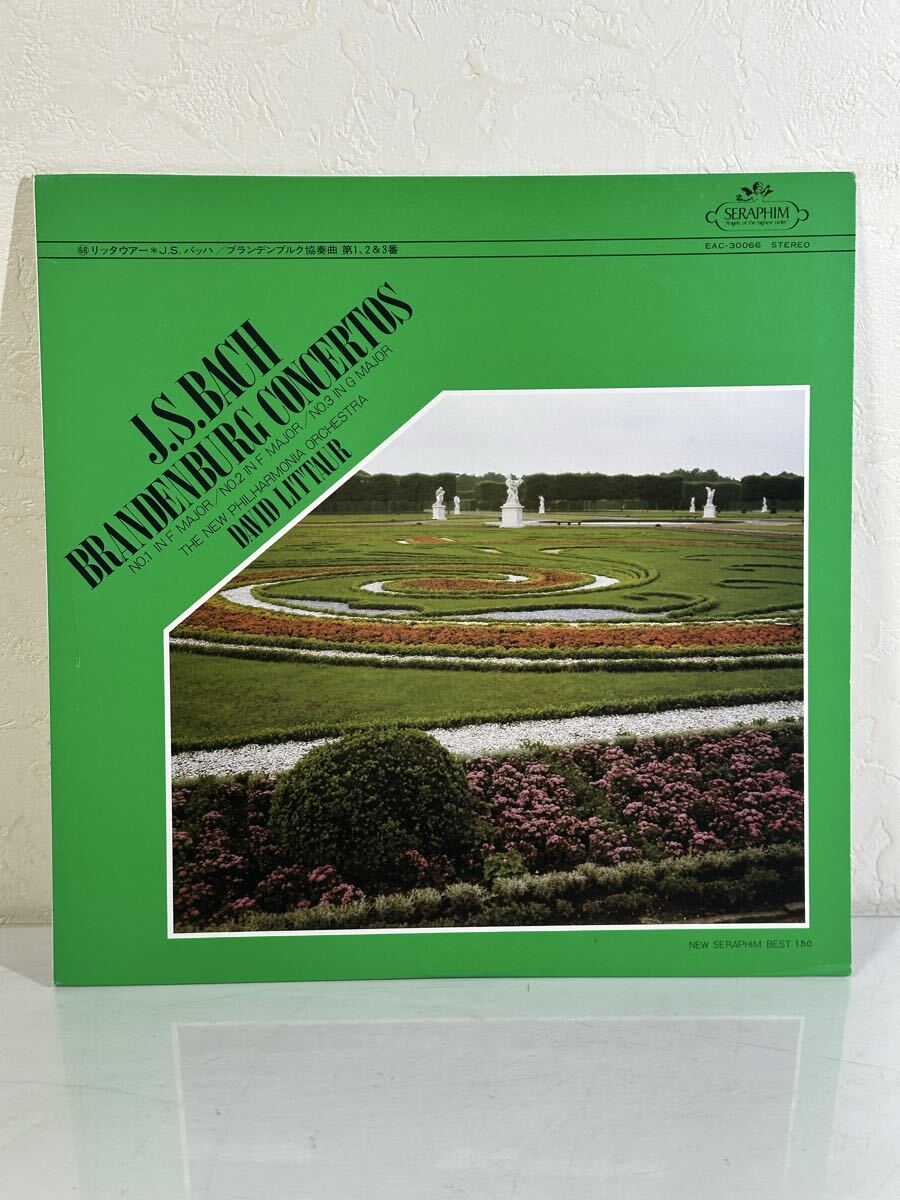 SERAPHIM
"Angels of the highest order"
EAC-30066 STEREO
66 リッタウアー*J.S.バッハ/ブランデンブルク協奏曲 第1、2&3番
J.S.BACH
BRANDENBURG CONCERTOS
NO.1 IN F MAJOR/NO.2 IN F MAJOR/NO.3 IN G MAJOR
THE NEW PHILHARMONIA ORCHESTRA
DAVID LITTAUR
NEW SERAPHIM BEST 150